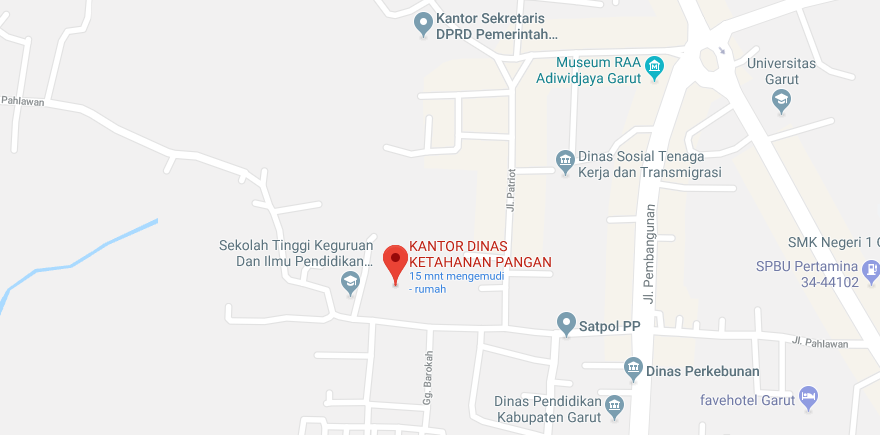 Kantor Sekretaris
DPRD Pemerintah...
Museum RAA
Adiwidjaya Garut
Universitas
Garut
Pahlawan
Dinas Sosial Tenaga
Kerja dan Transmigrasi
Jl. Patriot
Jl. Pembangunan
Sekolah Tinggi Keguruan
Dan Ilmu Pendidikan...
KANTOR DINAS
KETAHANAN PANGAN
15 mnt mengemudi
- rumah
SMK Negeri 1 G
SPBU Pertamina
34-44102
Satpol PP
Jl. Pahlawan
Gg. Barokah
Dinas Perkebunan
Dinas Pendidikan
Kabupaten Garut
favehotel Garut